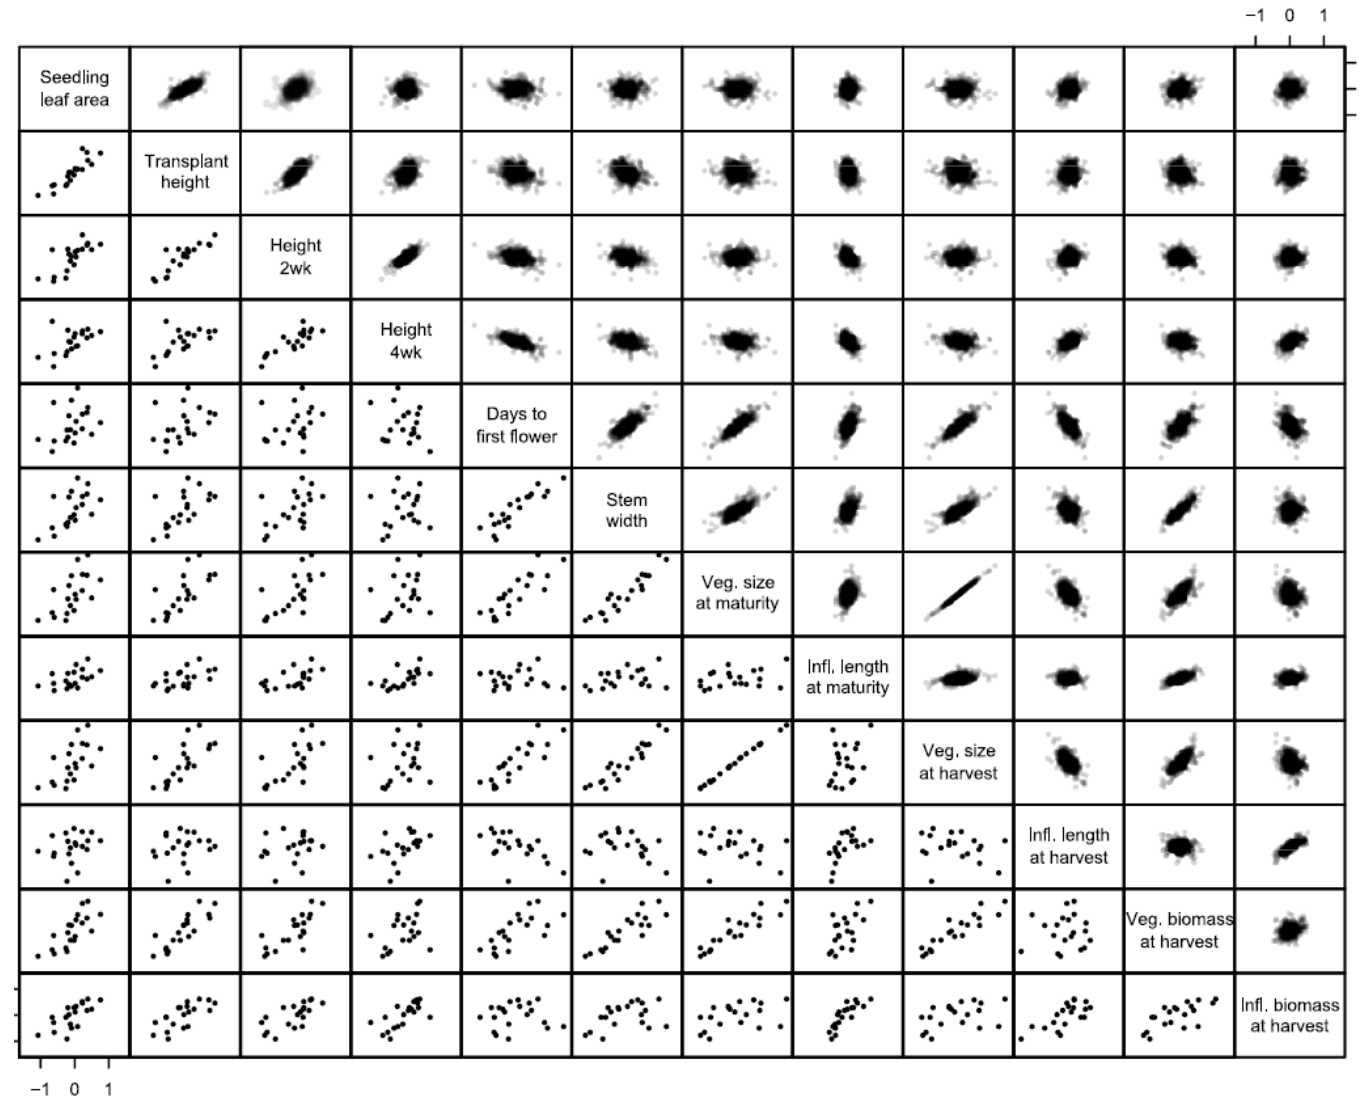 −1 0 1
Seedling
leaf area
Transplant
height
Height
2wk
Height
4wk
Days to
first flower
Stem
width
Veg. size
at maturity
Infl. length
at maturity
Veg. size
at harvest
Infl. length
at harvest
Veg. biomass
at harvest
Infl. biomass
at harvest
−1 0 1